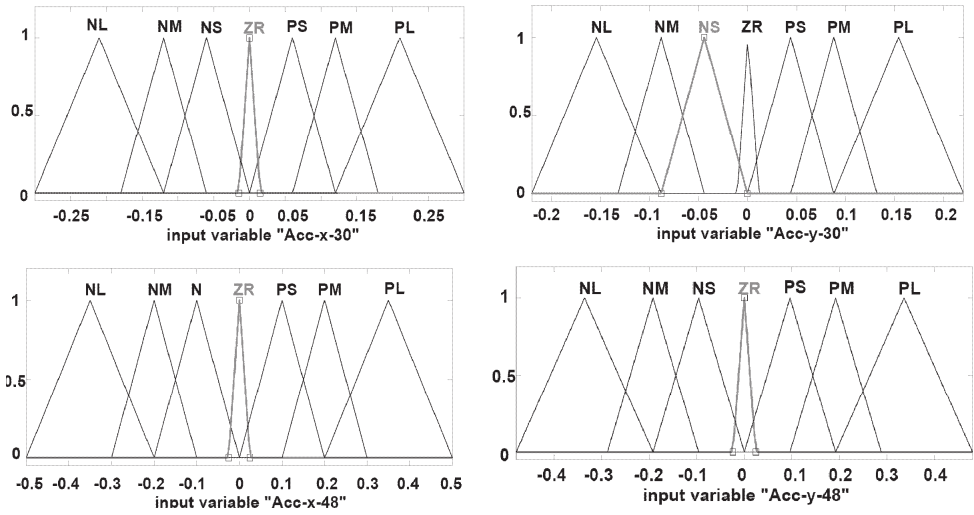 NL NM NS ZR PS PM PL
1
0.5
0
-0.25 -0.15 -0.05 0 0.05 0.15 0.25
input variable "Acc-x-30"
NL NM NS ZR PS PM PL
1
0.5
0
-0.2 -0.15 -0.1 -0.05 0 0.05 0.1 0.15 0.2
input variable "Acc-y-30"
NL NM N ZR PS PM PL
1
0.5
0
-0.5 -0.4 -0.3 -0.2 -0.1 0 0.1 0.2 0.3 0.4 0.5
input variable "Acc-x-48"
NL NM NS ZR PS PM PL
1
0.5
0
-0.4 -0.3 -0.2 -0.1 0 0.1 0.2 0.3 0.4
input variable "Acc-y-48"